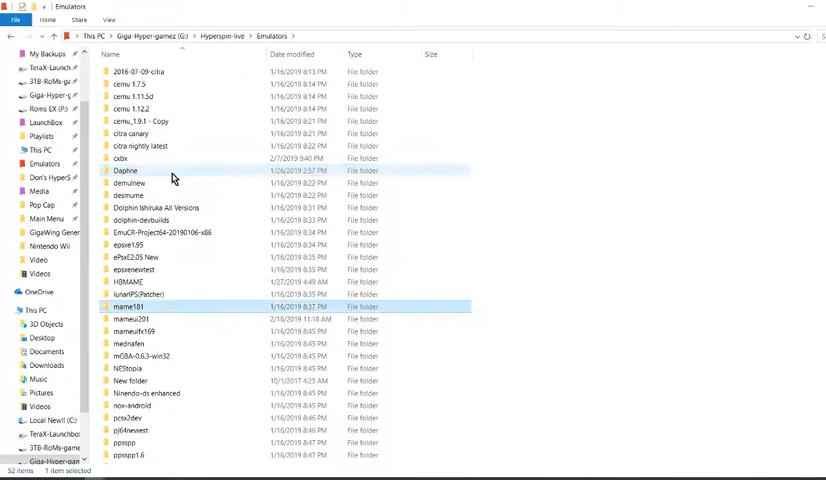 Emulators
File Home Share View
This PC > Giga-Hyper-gamez (G:) > Hyperspin-live > Emulators >
Name Date modified Type Size
My Backups
TeraX-Launch
3TB-RoMs-ga
Giga-Hyper-g
Roms EX (P:)
LaunchBox
Playlists
This PC
Emulators
Don's HyperS
Media
Pop Cap
Main Menu
GigaWing Gener
Nintendo Wii
Video
Videos
OneDrive
This PC
3D Objects
Desktop
Documents
Downloads
Music
Pictures
Videos
Local NewII (C:)
TeraX-Launchbo
3TB-RoMs-game
Giga-Hyper-gam
2016-07-09-citra 1/16/2019 8:13 PM File folder
cemu 1.7.5 1/16/2019 8:14 PM File folder
cemu 1.11.5d 1/16/2019 8:14 PM File folder
cemu 1.12.2 1/16/2019 8:14 PM File folder
cemu_1.9.1 - Copy 1/16/2019 8:21 PM File folder
citra canary 1/16/2019 8:21 PM File folder
citra nightly latest 1/16/2019 8:22 PM File folder
cxbx 2/7/2019 9:40 PM File folder
Daphne 1/26/2019 2:57 PM File folder
demulnew 1/16/2019 8:22 PM File folder
desmume 1/16/2019 8:22 PM File folder
Dolphin Ishiruka All Versions 1/16/2019 8:31 PM File folder
dolphin-devbuilds 1/16/2019 8:33 PM File folder
EmuCR-Project64-20190106-x86 1/16/2019 8:34 PM File folder
epsxe1.95 1/16/2019 8:34 PM File folder
ePsxE2.05 New 1/16/2019 8:34 PM File folder
epsxenewtest 1/16/2019 8:34 PM File folder
HBMAME 1/27/2019 4:49 AM File folder
lunarIPS(Patcher) 1/16/2019 8:35 PM File folder
mame181 1/16/2019 8:37 PM File folder
mameui201 2/16/2019 11:18 AM File folder
mameuifx169 1/16/2019 8:45 PM File folder
mednafen 1/16/2019 8:45 PM File folder
mGBA-0.6.3-win32 1/16/2019 8:45 PM File folder
NEStopia 1/16/2019 8:45 PM File folder
New folder 10/1/2017 4:25 AM File folder
Ninendo-ds enhanced 1/16/2019 8:45 PM File folder
nox-android 1/16/2019 8:45 PM File folder
pcsx2dev 1/16/2019 8:46 PM File folder
pj64newest 1/16/2019 8:46 PM File folder
ppsspp 1/16/2019 8:47 PM File folder
ppsspp1.6 1/16/2019 8:47 PM File folder
52 items 1 item selected